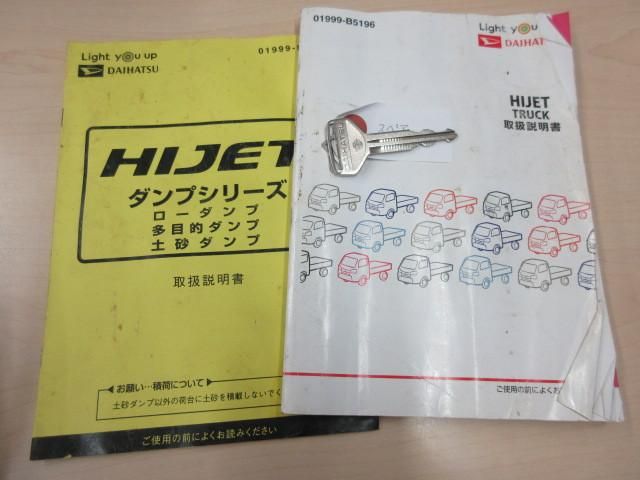 Light you up
DAIHATSU
01999-
HIJET
ダンプシリーズ
ローダンプ
多目的ダンプ
土砂ダンプ
取扱説明書
お願い…積荷について
土砂ダンプ以外の荷台に土砂を積載しないで
ご使用の前によくお読みください
01999-B5196
Light you
DAIHAT
HIJET
TRUCK
取扱説明書
DAIHATSU
ご使用の前によくお